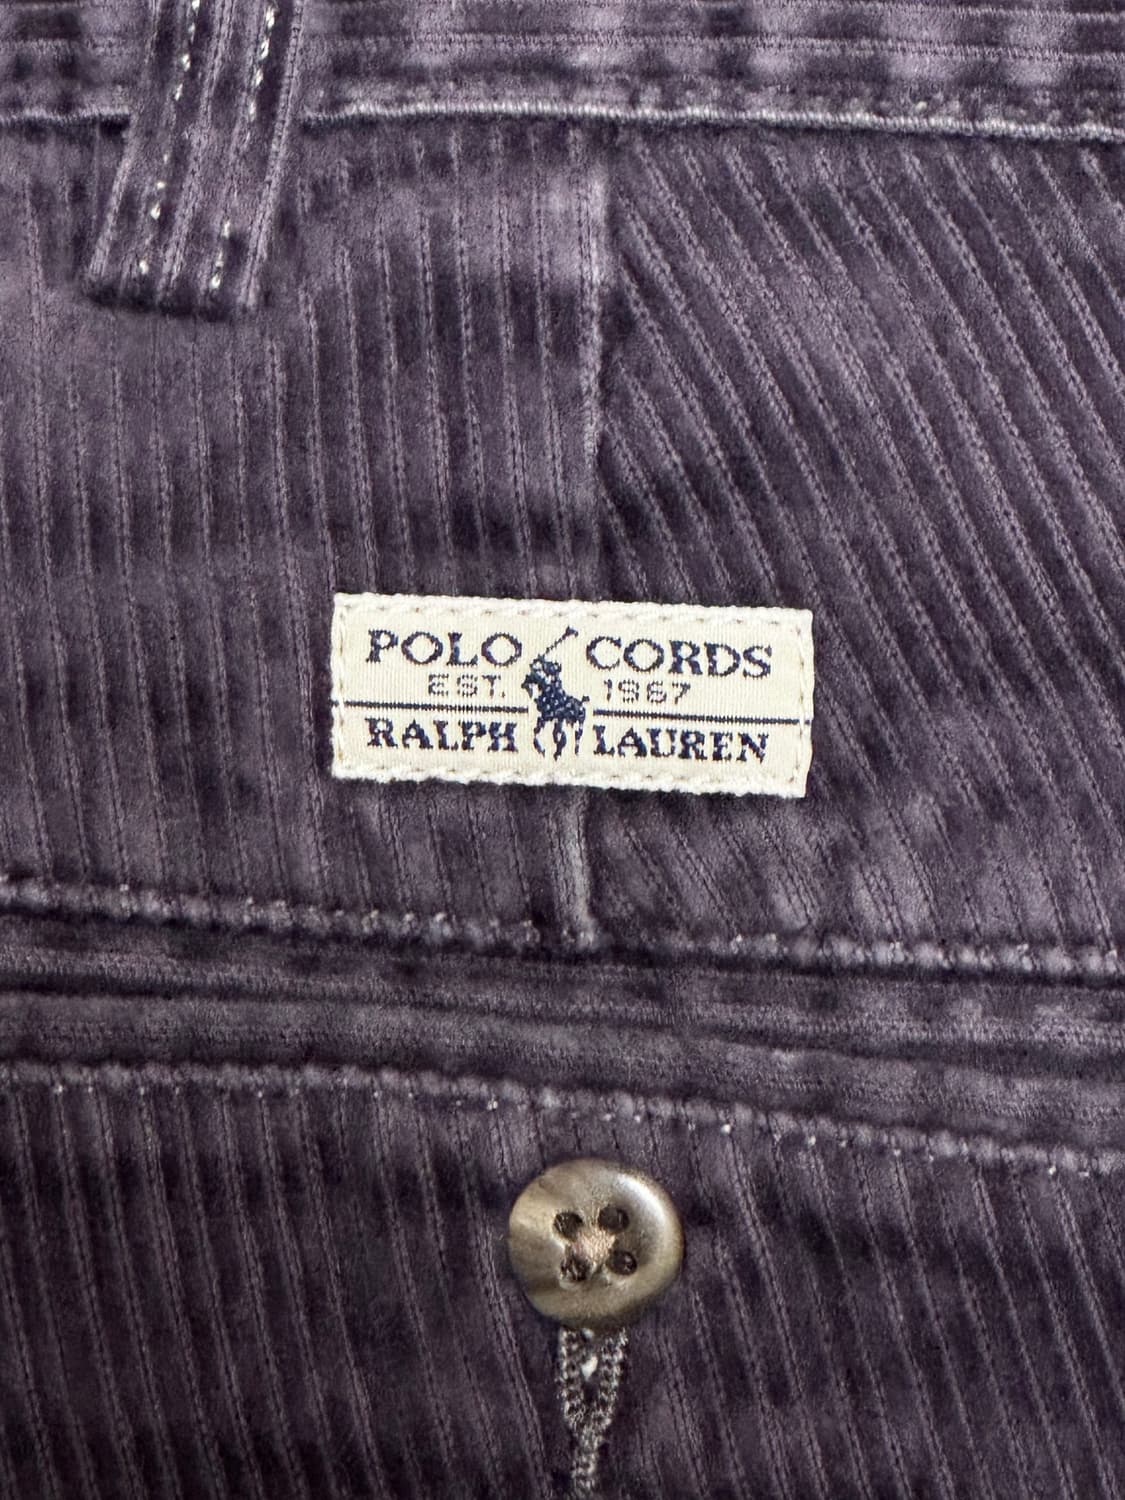 POLO CORDS
EST. 1967
RALPH LAUREN